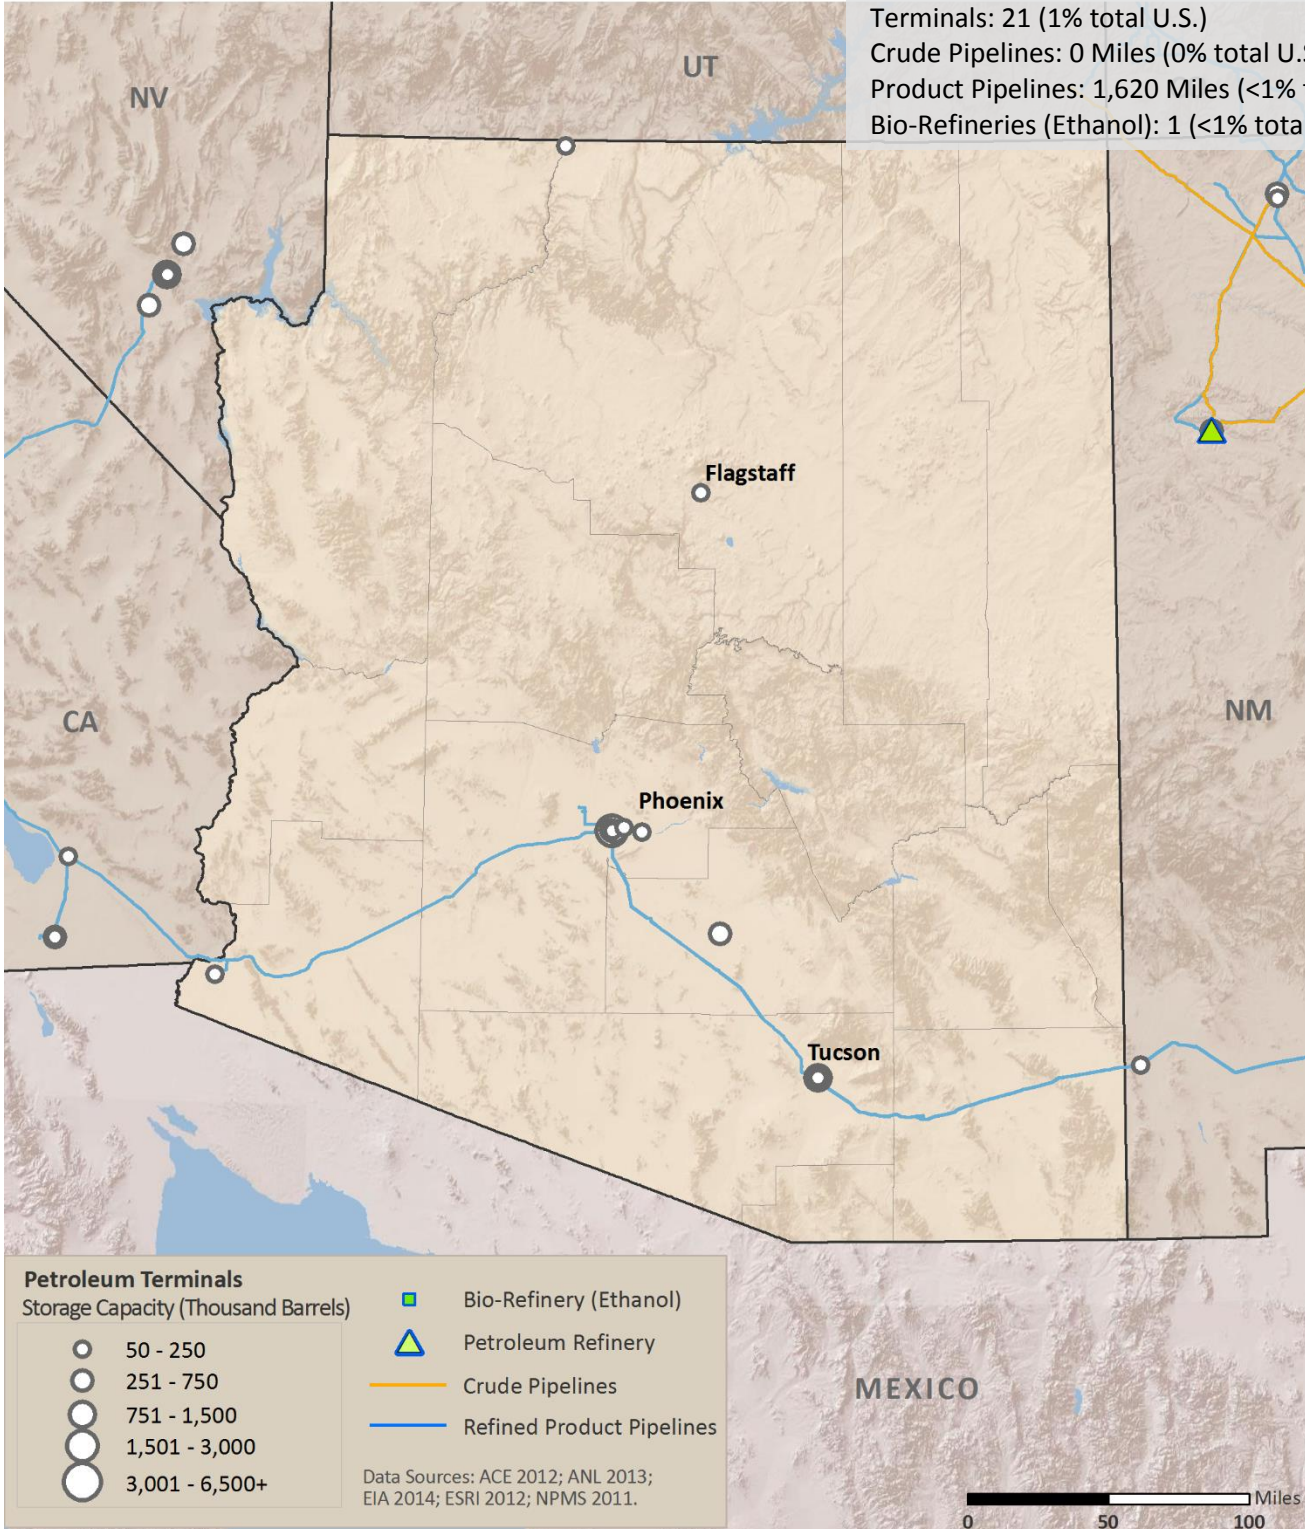 Terminals: 21 (1% total U.S.)
Crude Pipelines: 0 Miles (0% total U.S
Product Pipelines: 1,620 Miles (<1%
Bio-Refineries (Ethanol): 1 (<1% total
UT
NV
Flagstaff
CA
NM
Phoenix
Tucson
MEXICO
Petroleum Terminals
Storage Capacity (Thousand Barrels)
50 - 250
251 - 750
751 - 1,500
1,501 - 3,000
3,001 - 6,500+
Bio-Refinery (Ethanol)
Petroleum Refinery
Crude Pipelines
Refined Product Pipelines
Data Sources: ACE 2012; ANL 2013;
EIA 2014; ESRI 2012; NPMS 2011.
Miles
0 50 100